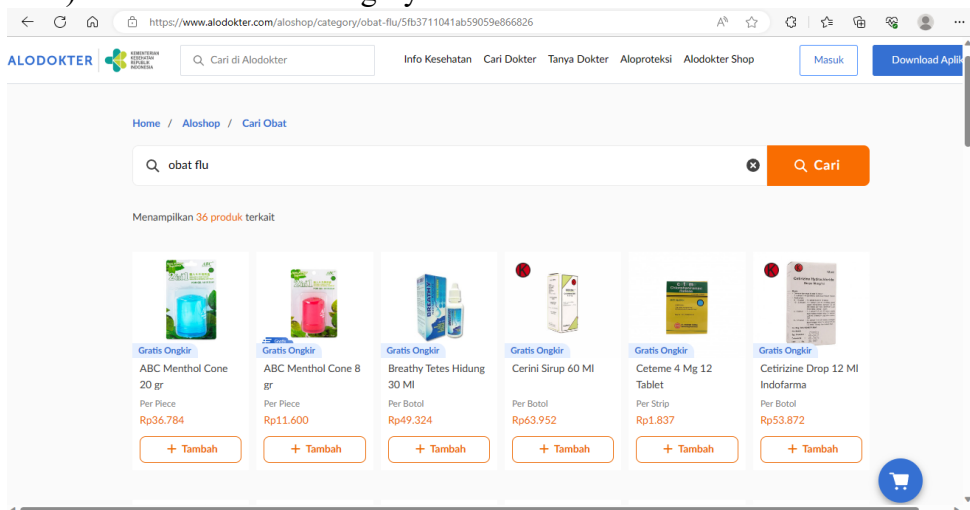 https://www.alodokter.com/aloshop/category/obat-flu/5fb3711041ab59059e866826
ALODOKTER
KEMENTERIAN
KESEHATAN
REPUBLIK
INDONESIA
Cari di Alodokter
Info Kesehatan Cari Dokter Tanya Dokter Aloproteksi Alodokter Shop
Masuk
Download Aplik
Home / Aloshop / Cari Obat
obat flu
Cari
Menampilkan 36 produk terkait
Gratis Ongkir Gratis Ongkir Gratis Ongkir Gratis Ongkir Gratis Ongkir Gratis Ongkir
ABC Menthol Cone
20 gr
Per Piece
Rp36.784
+ Tambah
ABC Menthol Cone 8
gr
Per Piece
Rp11.600
+ Tambah
Breathy Tetes Hidung
30 Ml
Per Botol
Rp49.324
+ Tambah
Cerini Sirup 60 Ml
Per Botol
Rp63.952
+ Tambah
Ceteme 4 Mg 12
Tablet
Per Strip
Rp1.837
+ Tambah
Cetirizine Drop 12 Ml
Indofarma
Per Botol
Rp53.872
+ Tambah